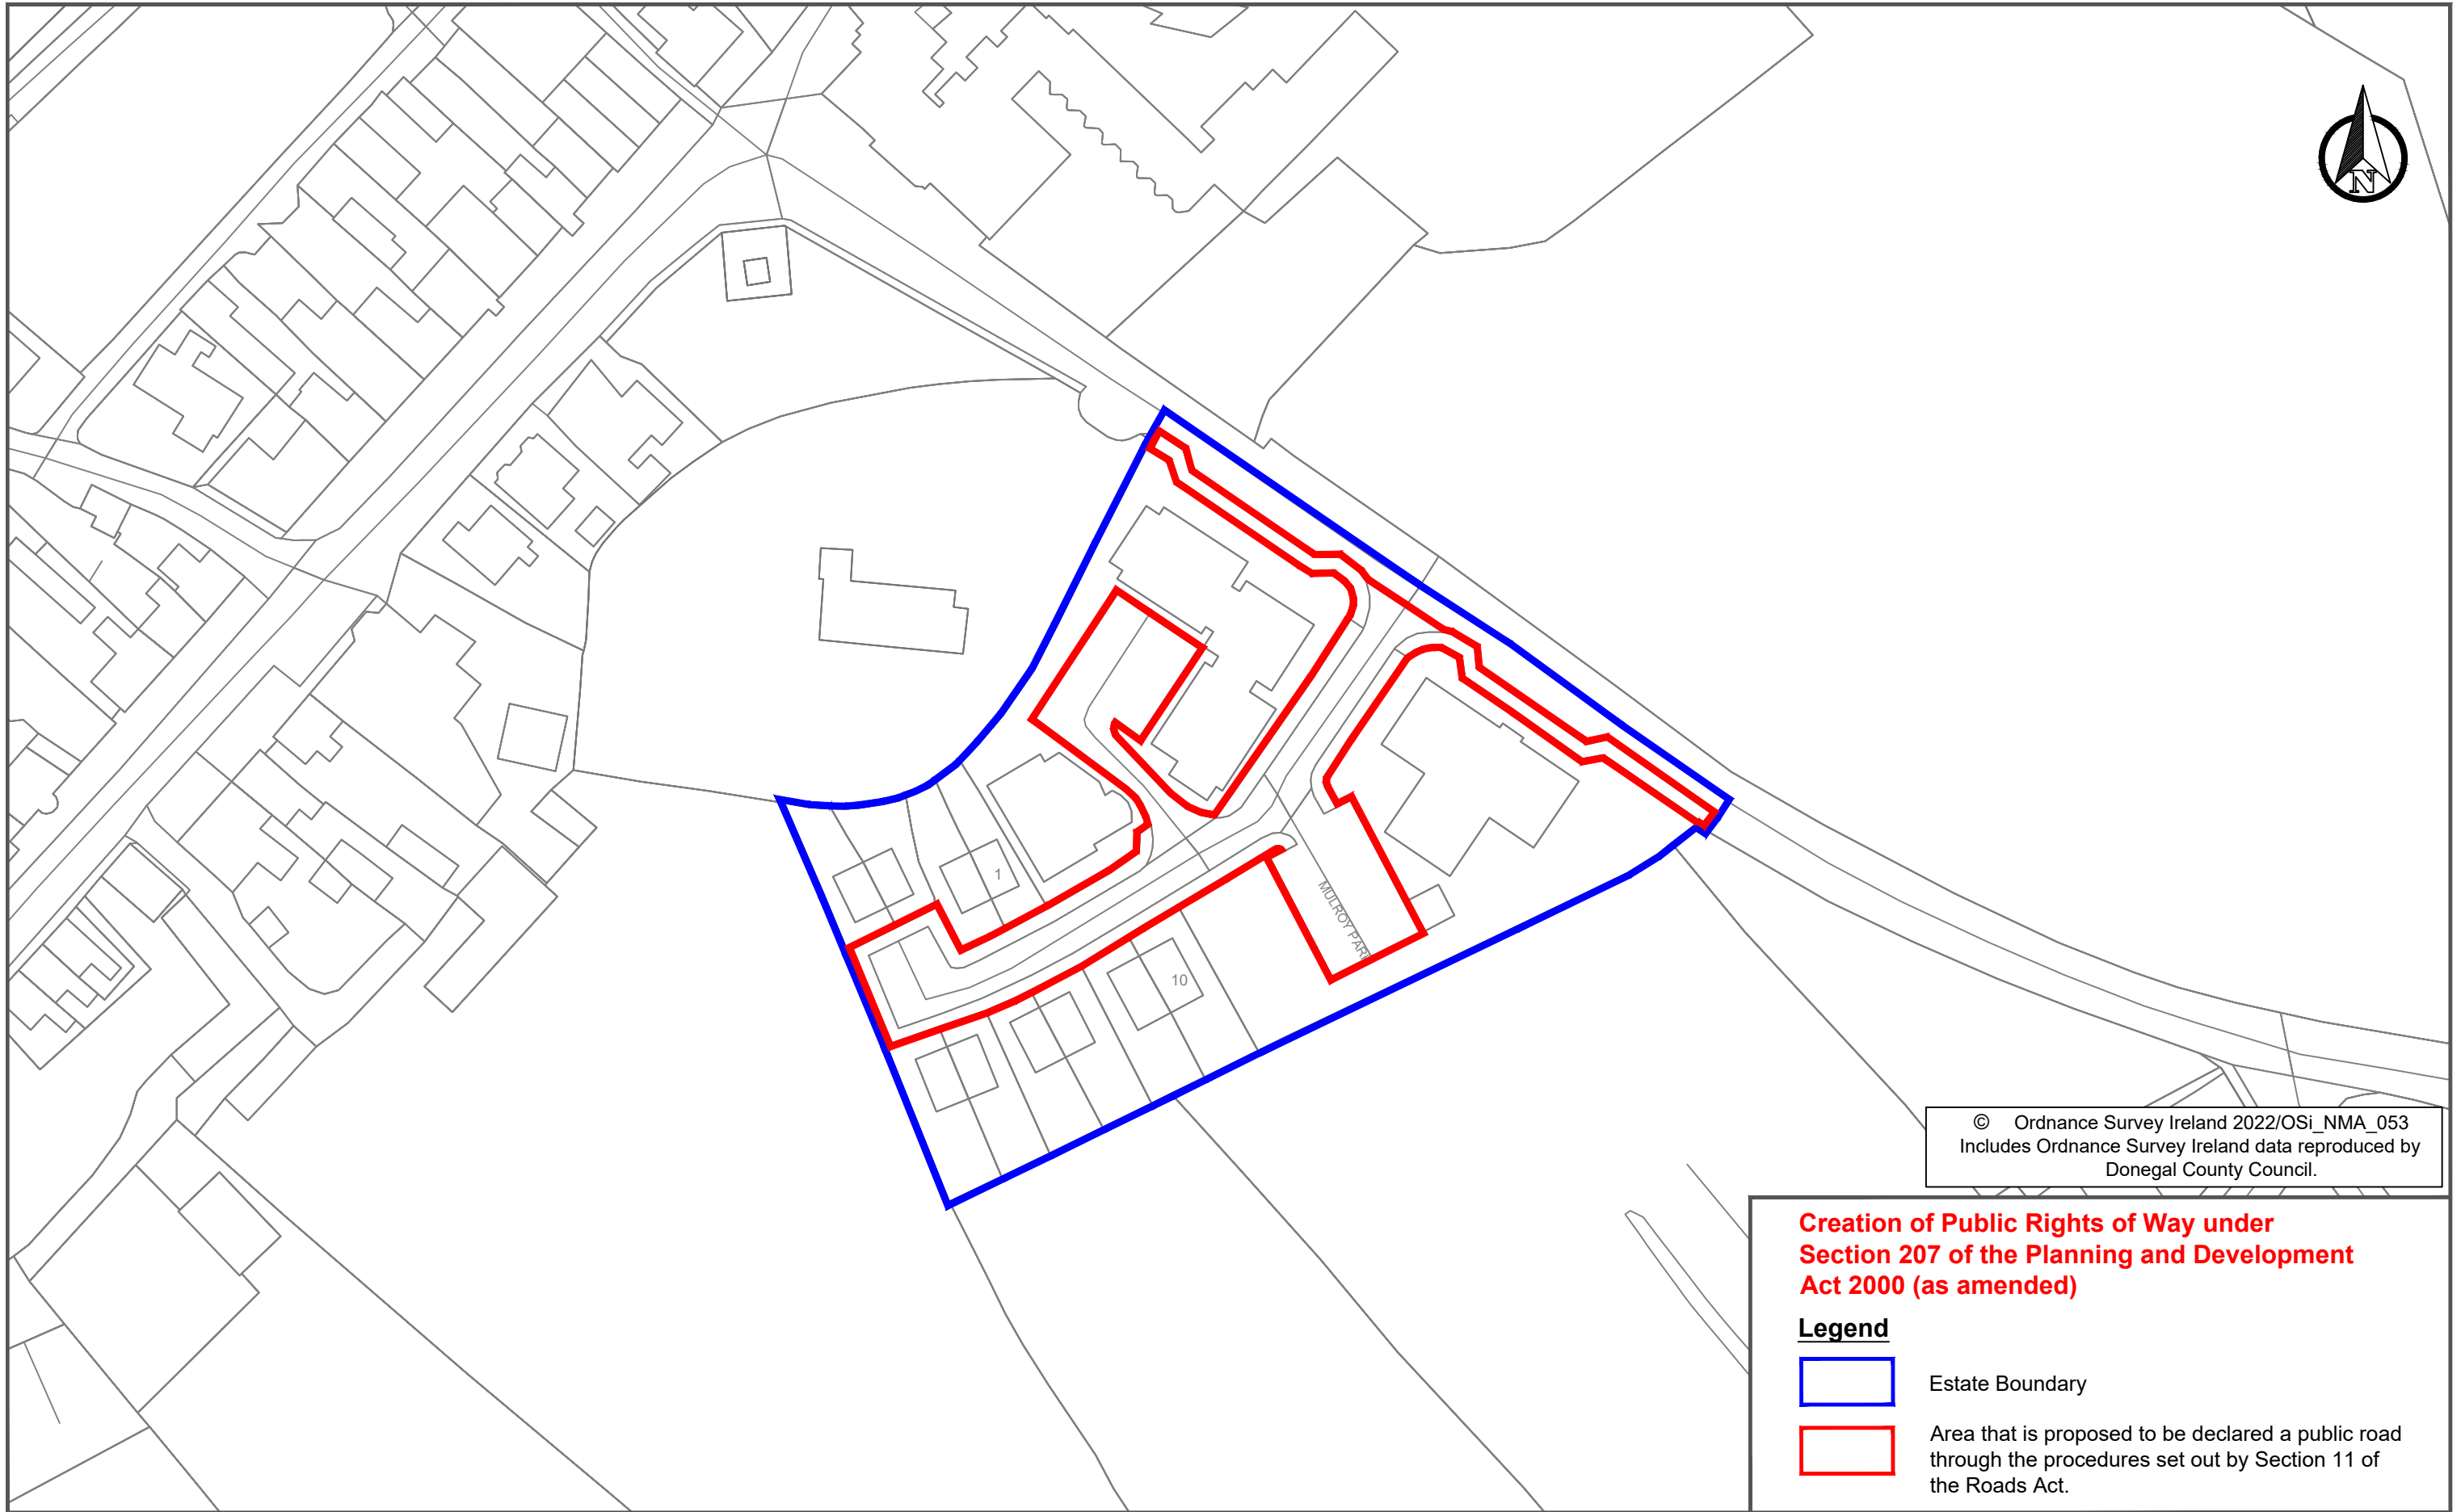 N
1
MULROY PARK
10
© Ordnance Survey Ireland 2022/OSi_NMA_053
Includes Ordnance Survey Ireland data reproduced by
Donegal County Council.
Creation of Public Rights of Way under
Section 207 of the Planning and Development
Act 2000 (as amended)
Legend
Estate Boundary
Area that is proposed to be declared a public road
through the procedures set out by Section 11 of
the Roads Act.